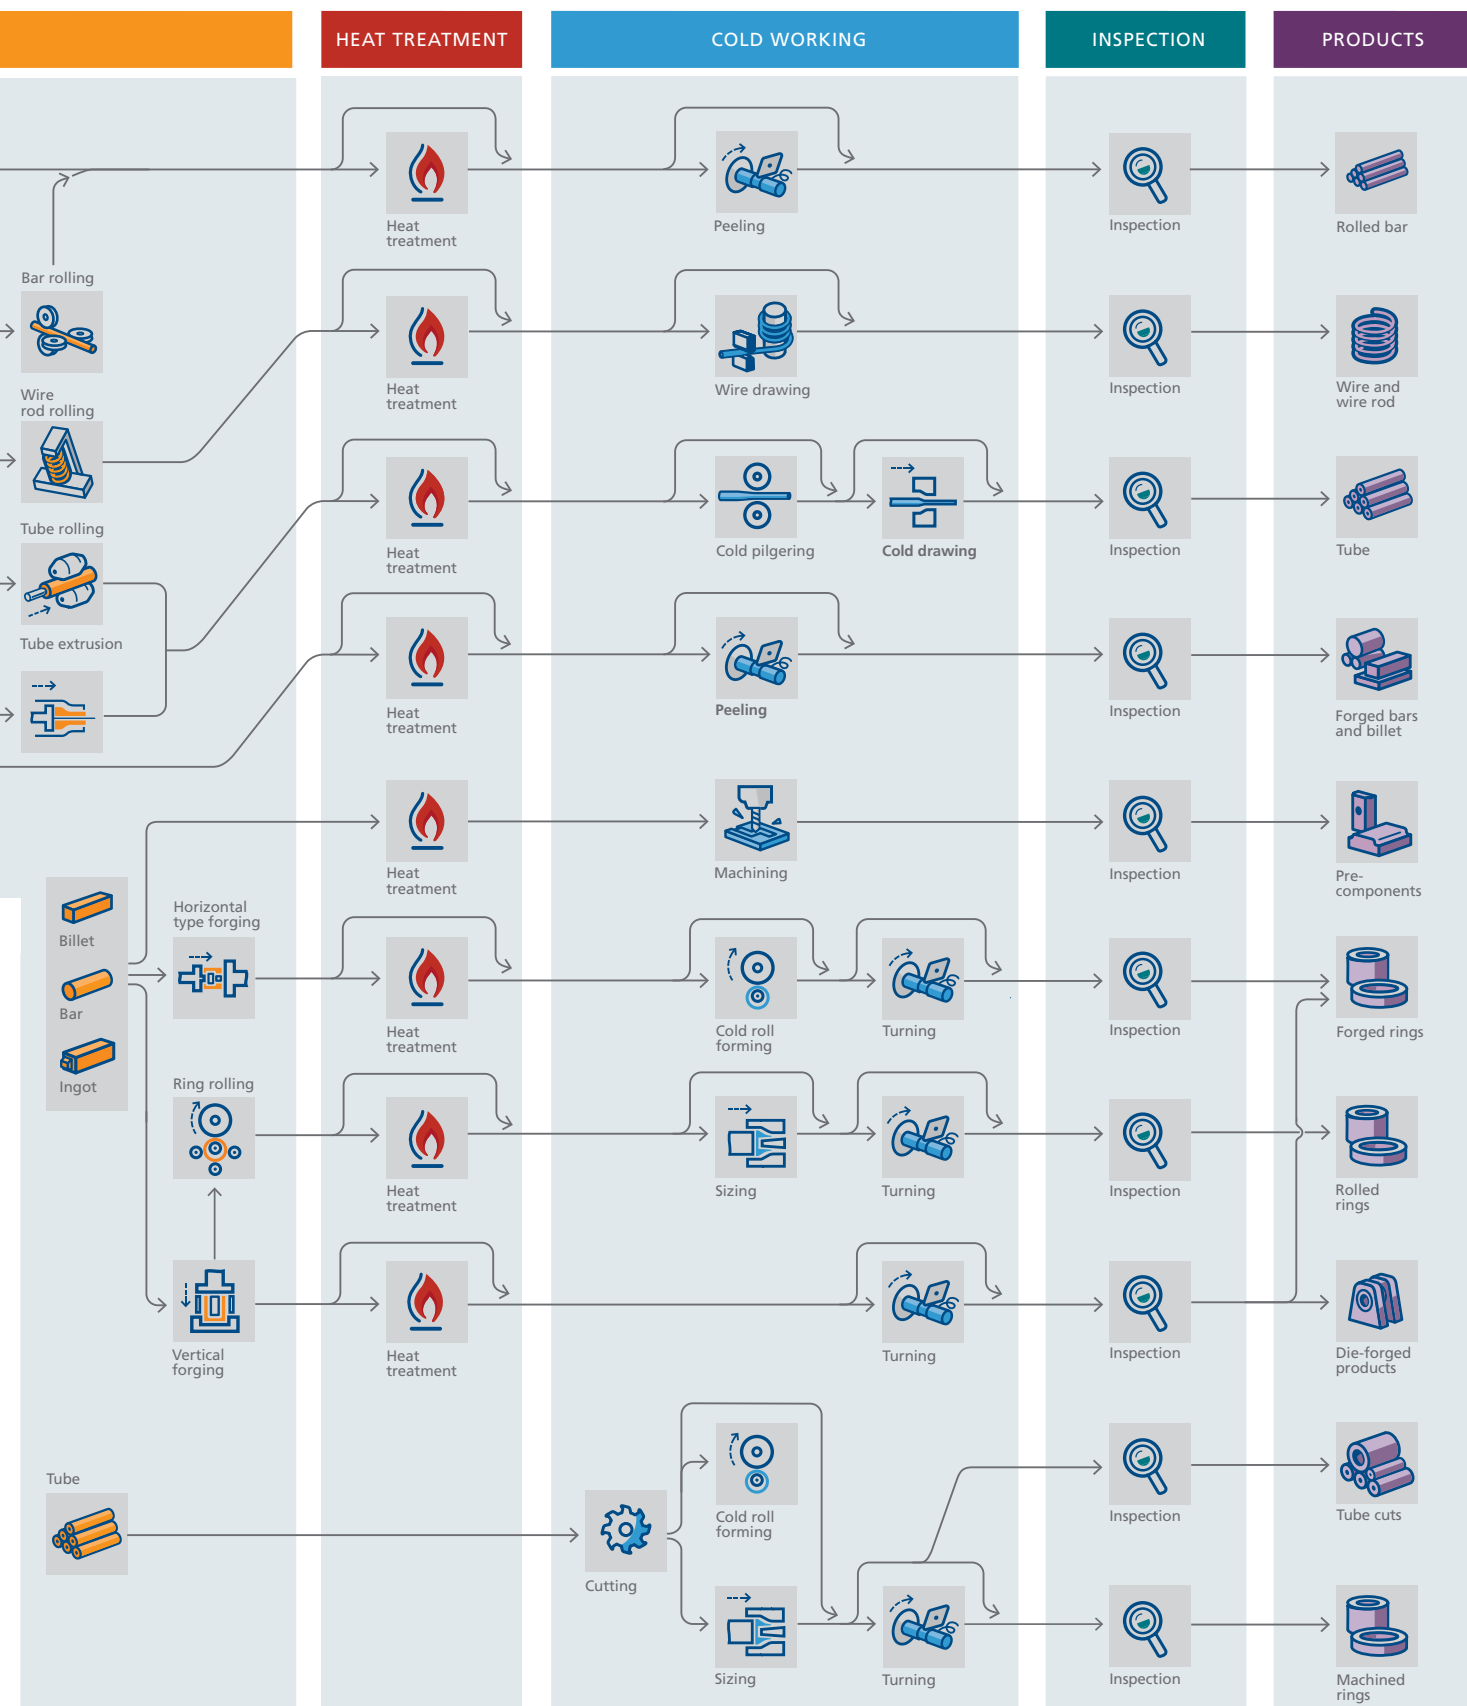 HEAT TREATMENT
COLD WORKING
INSPECTION
PRODUCTS
Heat
treatment
Peeling
Inspection
Rolled bar
Bar rolling
Heat
treatment
Wire drawing
Inspection
Wire and
wire rod
Wire
rod rolling
Tube rolling
Heat
treatment
Cold pilgering
Cold drawing
Inspection
Tube
Tube extrusion
Heat
treatment
Peeling
Inspection
Forged bars
and billet
Heat
treatment
Machining
Inspection
Pre-
components
Billet
Bar
Ingot
Horizontal
type forging
Heat
treatment
Cold roll
forming
Turning
Inspection
Forged rings
Ring rolling
Heat
treatment
Sizing
Turning
Inspection
Rolled
rings
Vertical
forging
Heat
treatment
Turning
Inspection
Die-forged
products
Tube
Cutting
Cold roll
forming
Inspection
Tube cuts
Sizing
Turning
Inspection
Machined
rings